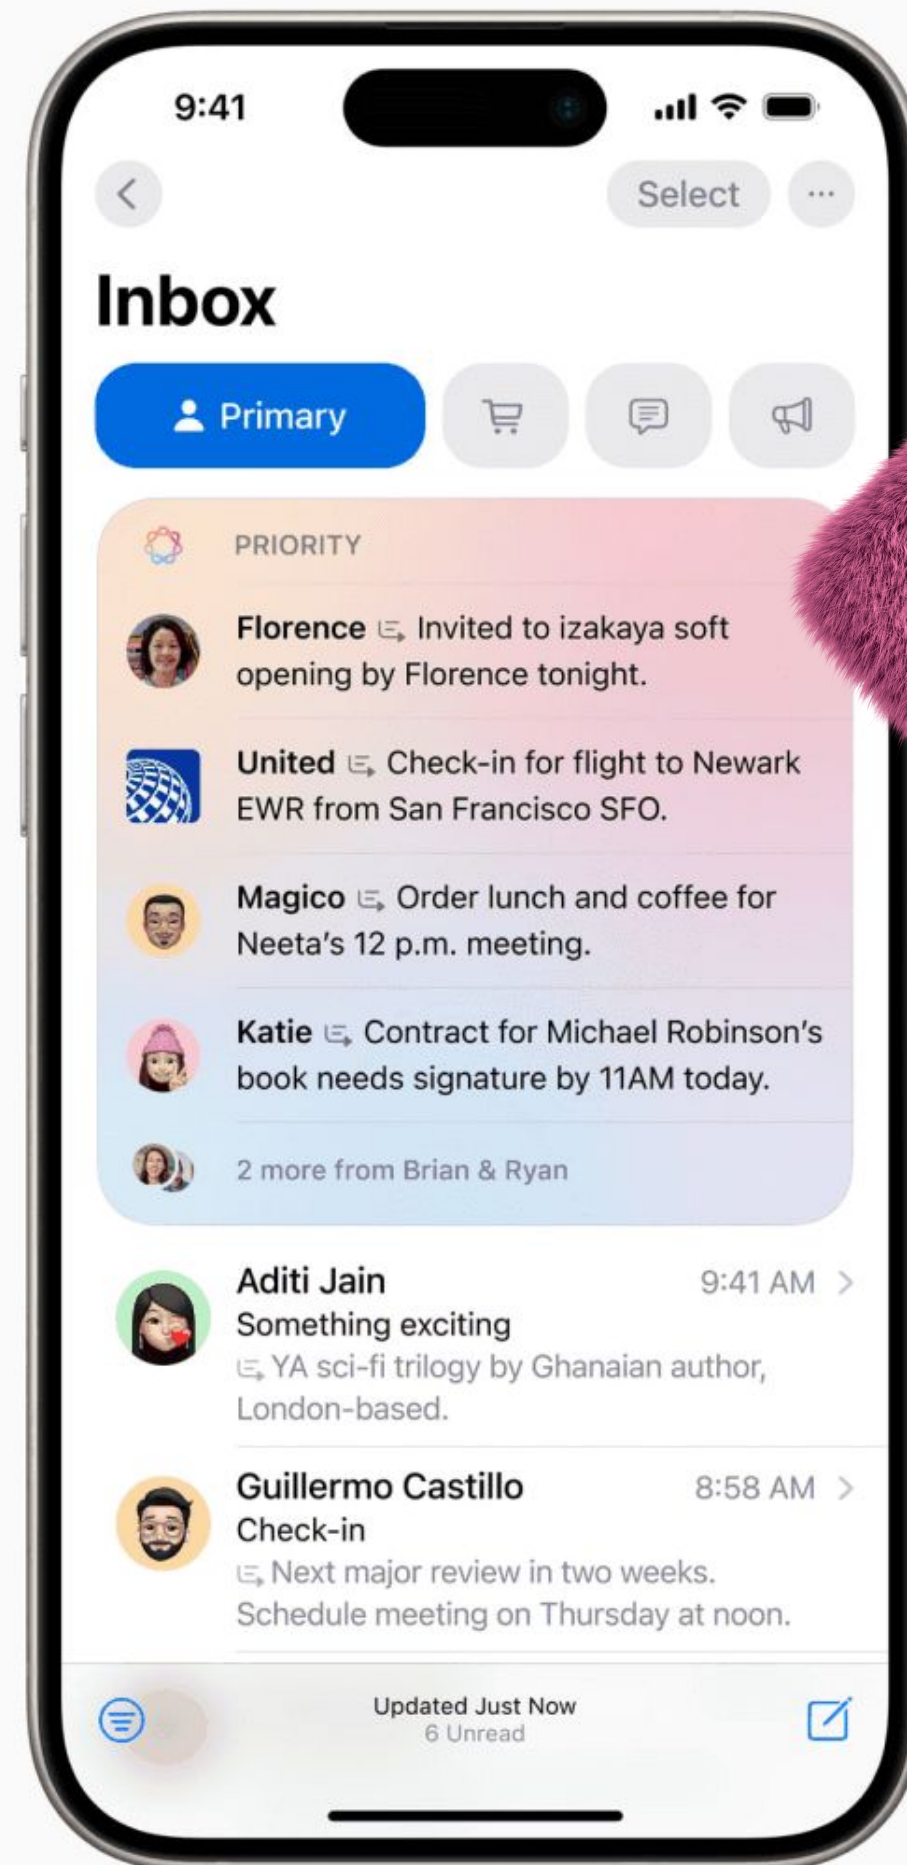 9:41
Select
Inbox
Primary
PRIORITY
Florence Invited to izakaya soft
opening by Florence tonight.
United Check-in for flight to Newark
EWR from San Francisco SFO.
Magico Order lunch and coffee for
Neeta's 12 p.m. meeting.
Katie Contract for Michael Robinson's
book needs signature by 11AM today.
2 more from Brian & Ryan
Aditi Jain 9:41 AM
Something exciting
YA sci-fi trilogy by Ghanaian author,
London-based.
Guillermo Castillo 8:58 AM
Check-in
Next major review in two weeks.
Schedule meeting on Thursday at noon.
Updated Just Now
6 Unread